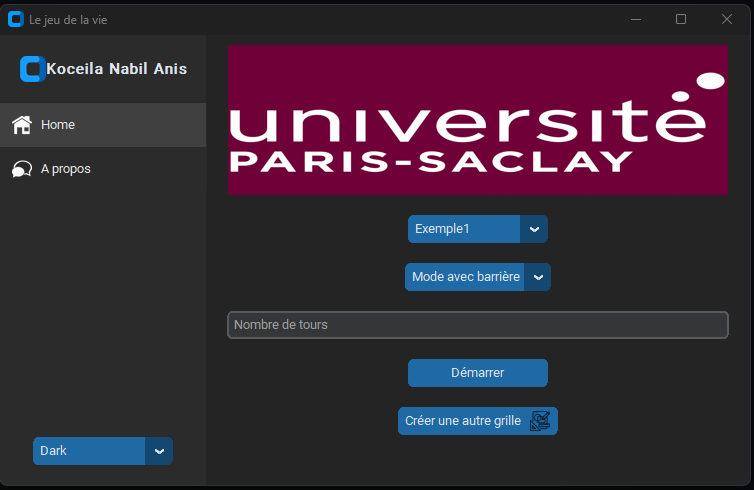 Le jeu de la vie
Koceila Nabil Anis
Home
A propos
Dark
université
PARIS-SACLAY
Exemple1
Mode avec barrière
Nombre de tours
Démarrer
Créer une autre grille